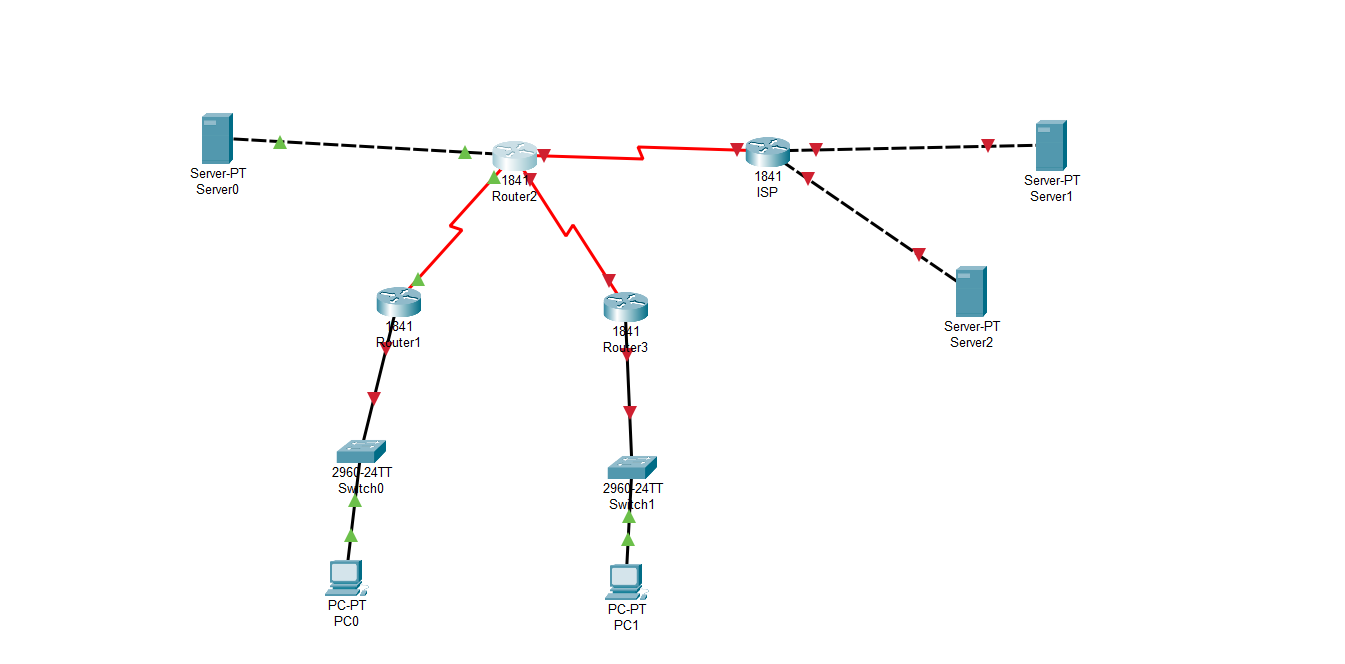 Server-PT
Server0
1841
Router2
1841
ISP
Server-PT
Server1
1841
Router1
1841
Router3
Server-PT
Server2
2960-24TT
Switch0
2960-24TT
Switch1
PC-PT
PC0
PC-PT
PC1